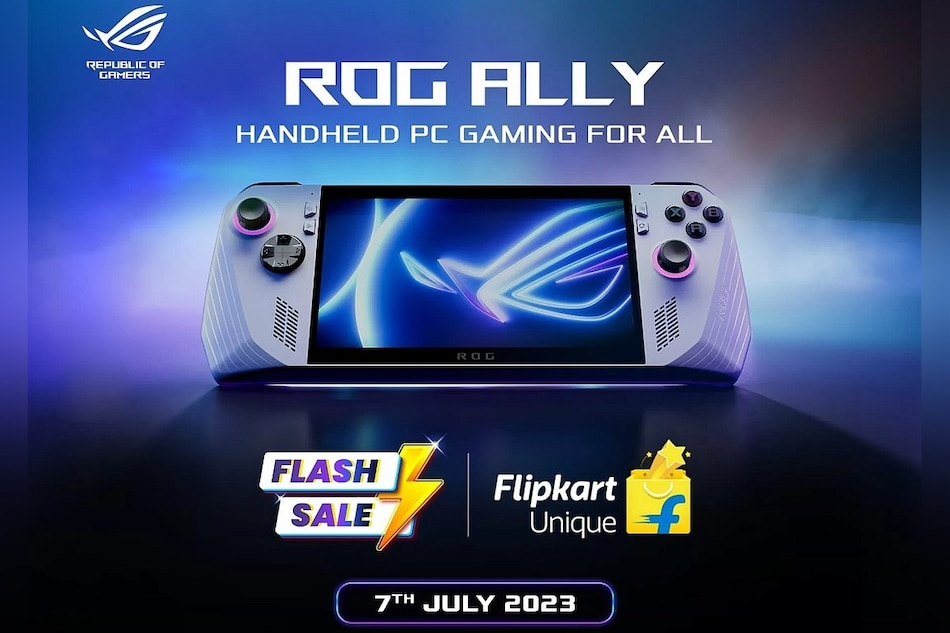 REPUBLIC OF
GAMERS
ROG ALLY
HANDHELD PC GAMING FOR ALL
Y
X B
A
ROG
FLASH
SALE
Flipkart
Unique
f
7TH JULY 2023